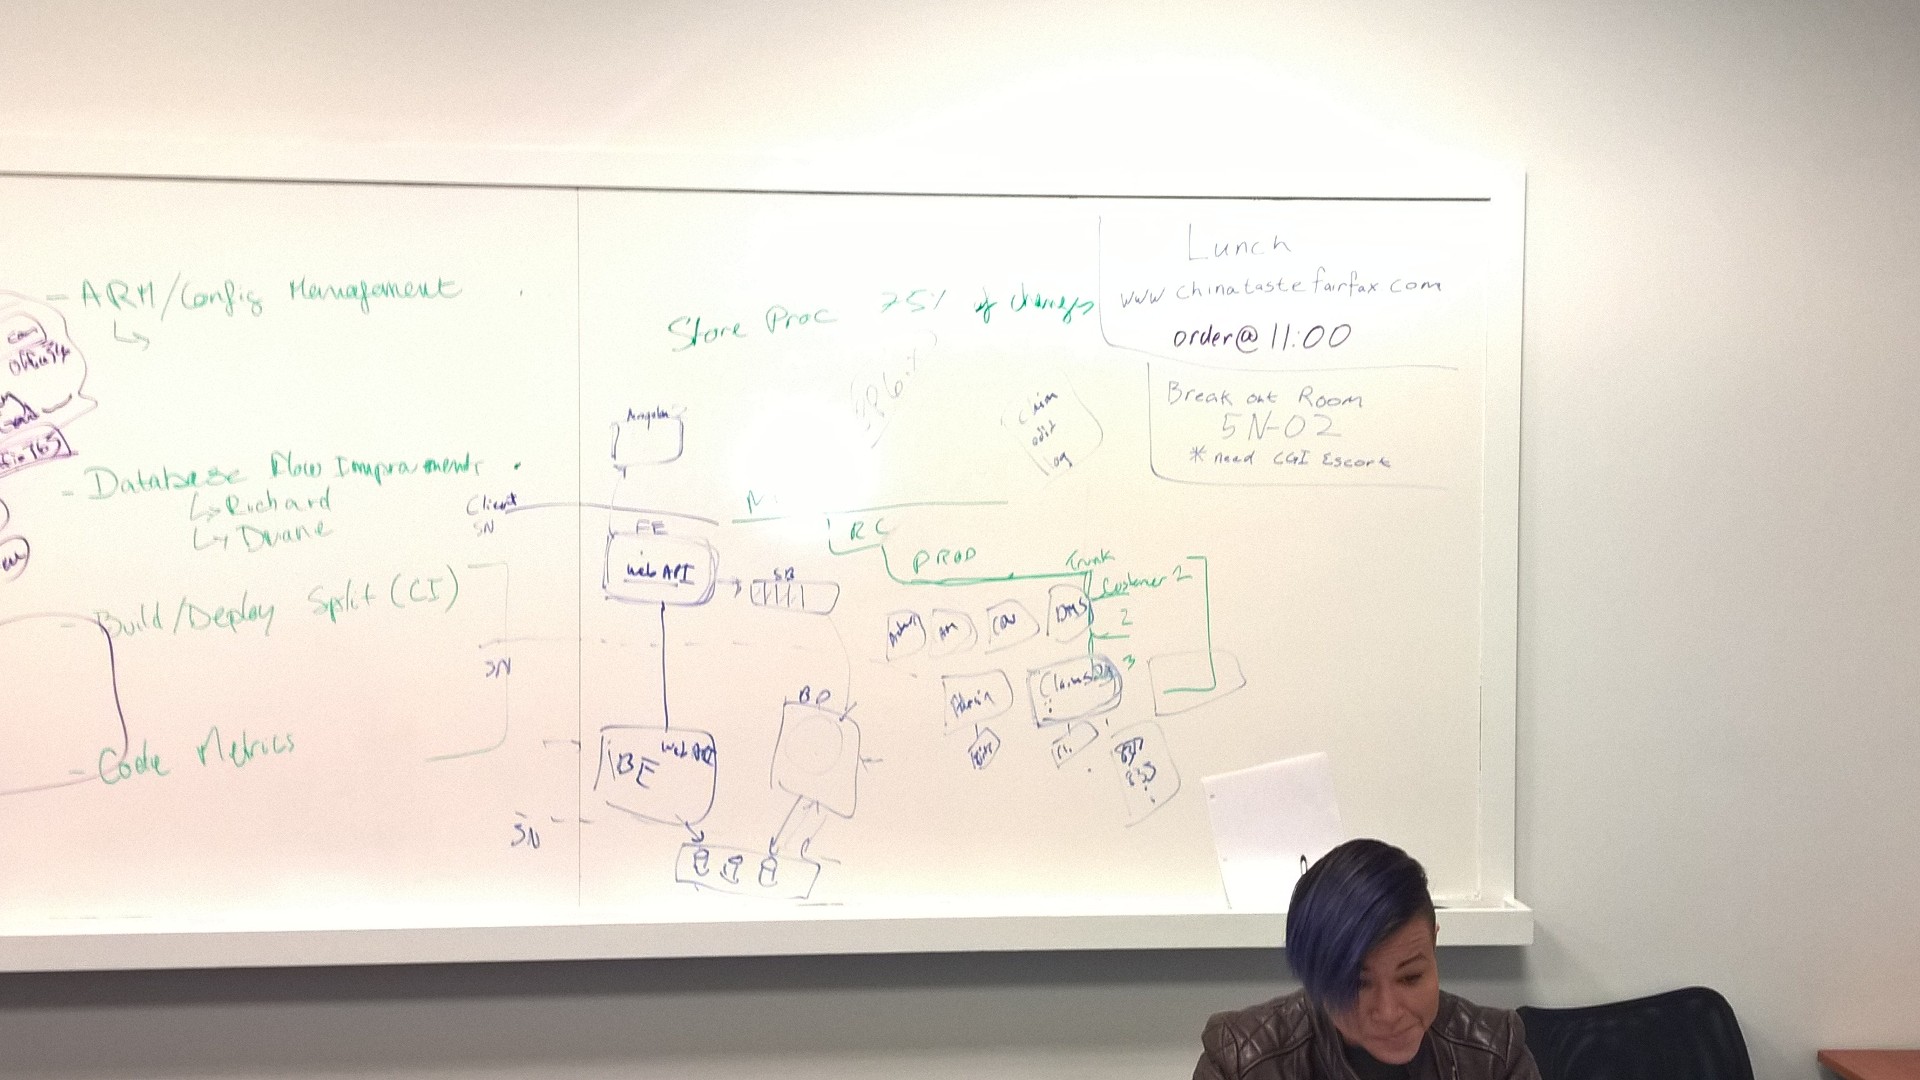 - ARM/Config Management
- Database Flow Improvements
Richard
Duane
- Build/Deploy Split (CI)
- Code Metrics
Store Proc 75% of changes
Lunch
www chinatastefairfax com
order@ 11:00
Break out Room
5N-02
* need CGI Escort
Angular
Client
SN
FE
web API
SB
SN
BE
Web API
SN
RC
PROD
Trunk
Customer 2
2
3
DMS
Admin
Claims
837
835
edit
log